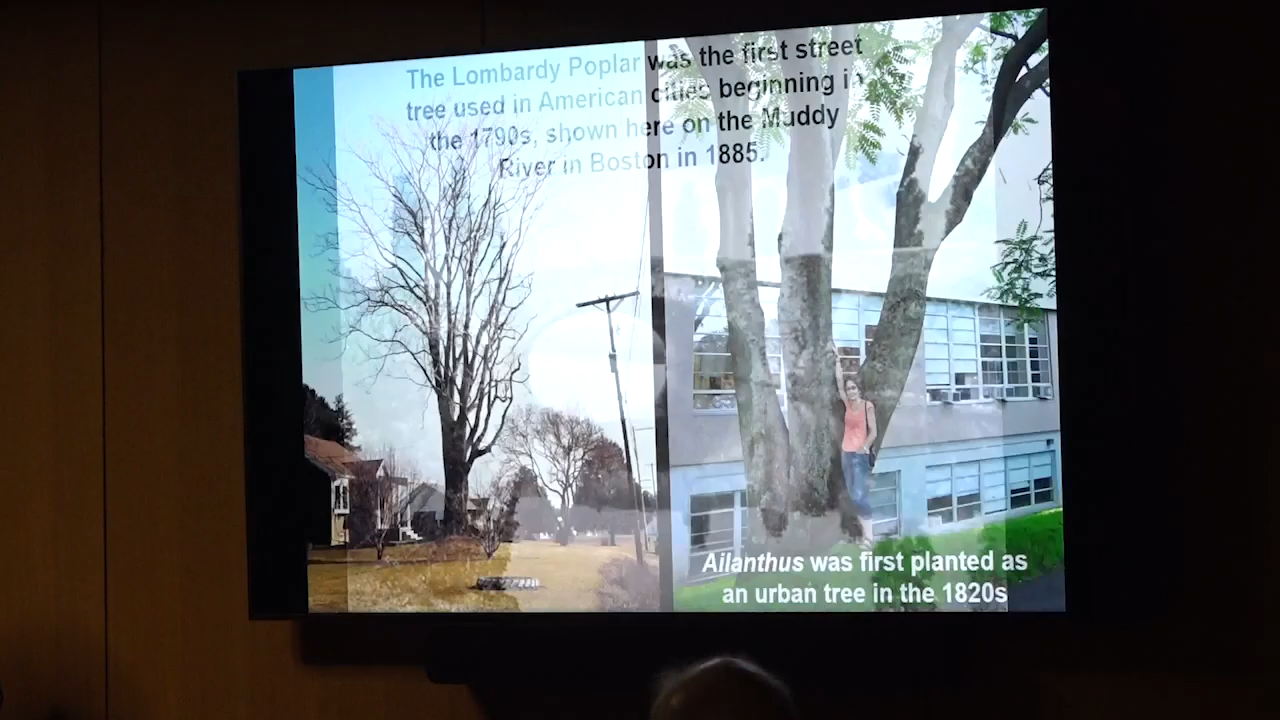 The Lombardy Poplar was the first street
tree used in American cities beginning in
the 1790s, shown here on the Muddy
River in Boston in 1885.
Ailanthus was first planted as
an urban tree in the 1820s